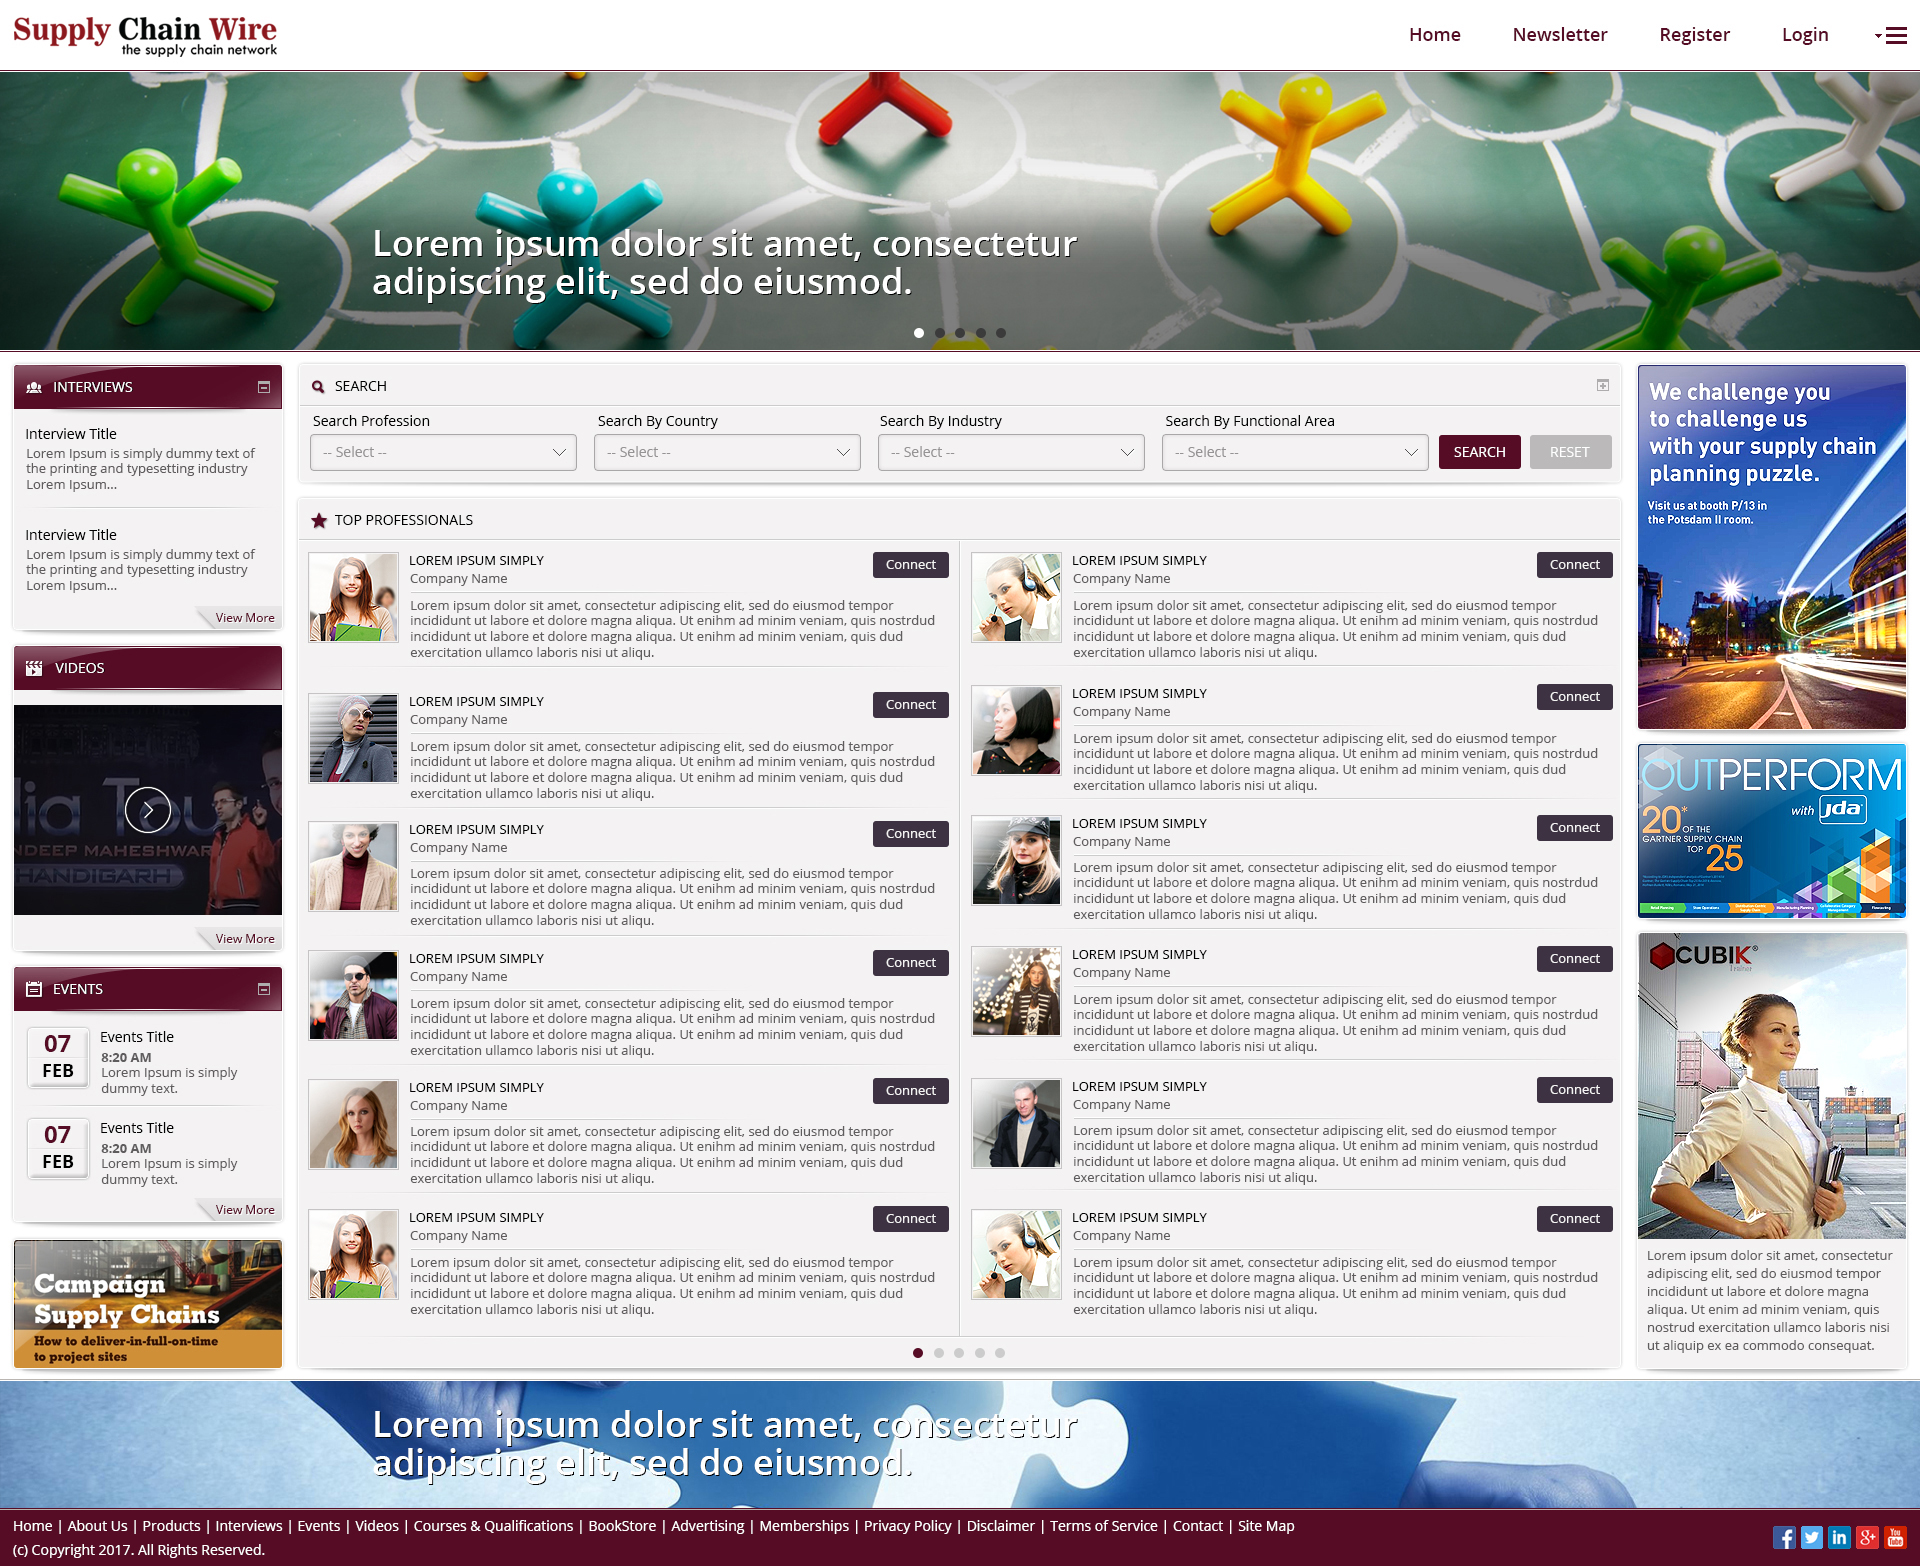 Supply Chain Wire
the supply chain network
Home Newsletter Register Login
Lorem ipsum dolor sit amet, consectetur
adipiscing elit, sed do eiusmod.
INTERVIEWS
Interview Title
Lorem Ipsum is simply dummy text of
the printing and typesetting industry
Lorem Ipsum...
Interview Title
Lorem Ipsum is simply dummy text of
the printing and typesetting industry
Lorem Ipsum...
View More
VIDEOS
dia Tou
NDEEP MAHESHWAR
HANDIGARH
View More
EVENTS
07
FEB
Events Title
8:20 AM
Lorem Ipsum is simply
dummy text.
07
FEB
Events Title
8:20 AM
Lorem Ipsum is simply
dummy text.
View More
Campaign
Supply Chains
How to deliver-in-full-on-time
to project sites
SEARCH
Search Profession Search By Country Search By Industry Search By Functional Area
-- Select -- -- Select -- -- Select -- -- Select -- SEARCH RESET
TOP PROFESSIONALS
LOREM IPSUM SIMPLY
Company Name
Connect
Lorem ipsum dolor sit amet, consectetur adipiscing elit, sed do eiusmod tempor
incididunt ut labore et dolore magna aliqua. Ut enihm ad minim veniam, quis nostrdud
incididunt ut labore et dolore magna aliqua. Ut enihm ad minim veniam, quis dud
exercitation ullamco laboris nisi ut aliqu.
LOREM IPSUM SIMPLY
Company Name
Connect
Lorem ipsum dolor sit amet, consectetur adipiscing elit, sed do eiusmod tempor
incididunt ut labore et dolore magna aliqua. Ut enihm ad minim veniam, quis nostrdud
incididunt ut labore et dolore magna aliqua. Ut enihm ad minim veniam, quis dud
exercitation ullamco laboris nisi ut aliqu.
LOREM IPSUM SIMPLY
Company Name
Connect
Lorem ipsum dolor sit amet, consectetur adipiscing elit, sed do eiusmod tempor
incididunt ut labore et dolore magna aliqua. Ut enihm ad minim veniam, quis nostrdud
incididunt ut labore et dolore magna aliqua. Ut enihm ad minim veniam, quis dud
exercitation ullamco laboris nisi ut aliqu.
LOREM IPSUM SIMPLY
Company Name
Connect
Lorem ipsum dolor sit amet, consectetur adipiscing elit, sed do eiusmod tempor
incididunt ut labore et dolore magna aliqua. Ut enihm ad minim veniam, quis nostrdud
incididunt ut labore et dolore magna aliqua. Ut enihm ad minim veniam, quis dud
exercitation ullamco laboris nisi ut aliqu.
LOREM IPSUM SIMPLY
Company Name
Connect
Lorem ipsum dolor sit amet, consectetur adipiscing elit, sed do eiusmod tempor
incididunt ut labore et dolore magna aliqua. Ut enihm ad minim veniam, quis nostrdud
incididunt ut labore et dolore magna aliqua. Ut enihm ad minim veniam, quis dud
exercitation ullamco laboris nisi ut aliqu.
LOREM IPSUM SIMPLY
Company Name
Connect
Lorem ipsum dolor sit amet, consectetur adipiscing elit, sed do eiusmod tempor
incididunt ut labore et dolore magna aliqua. Ut enihm ad minim veniam, quis nostrdud
incididunt ut labore et dolore magna aliqua. Ut enihm ad minim veniam, quis dud
exercitation ullamco laboris nisi ut aliqu.
LOREM IPSUM SIMPLY
Company Name
Connect
Lorem ipsum dolor sit amet, consectetur adipiscing elit, sed do eiusmod tempor
incididunt ut labore et dolore magna aliqua. Ut enihm ad minim veniam, quis nostrdud
incididunt ut labore et dolore magna aliqua. Ut enihm ad minim veniam, quis dud
exercitation ullamco laboris nisi ut aliqu.
LOREM IPSUM SIMPLY
Company Name
Connect
Lorem ipsum dolor sit amet, consectetur adipiscing elit, sed do eiusmod tempor
incididunt ut labore et dolore magna aliqua. Ut enihm ad minim veniam, quis nostrdud
incididunt ut labore et dolore magna aliqua. Ut enihm ad minim veniam, quis dud
exercitation ullamco laboris nisi ut aliqu.
LOREM IPSUM SIMPLY
Company Name
Connect
Lorem ipsum dolor sit amet, consectetur adipiscing elit, sed do eiusmod tempor
incididunt ut labore et dolore magna aliqua. Ut enihm ad minim veniam, quis nostrdud
incididunt ut labore et dolore magna aliqua. Ut enihm ad minim veniam, quis dud
exercitation ullamco laboris nisi ut aliqu.
LOREM IPSUM SIMPLY
Company Name
Connect
Lorem ipsum dolor sit amet, consectetur adipiscing elit, sed do eiusmod tempor
incididunt ut labore et dolore magna aliqua. Ut enihm ad minim veniam, quis nostrdud
incididunt ut labore et dolore magna aliqua. Ut enihm ad minim veniam, quis dud
exercitation ullamco laboris nisi ut aliqu.
LOREM IPSUM SIMPLY
Company Name
Connect
Lorem ipsum dolor sit amet, consectetur adipiscing elit, sed do eiusmod tempor
incididunt ut labore et dolore magna aliqua. Ut enihm ad minim veniam, quis nostrdud
incididunt ut labore et dolore magna aliqua. Ut enihm ad minim veniam, quis dud
exercitation ullamco laboris nisi ut aliqu.
LOREM IPSUM SIMPLY
Company Name
Connect
Lorem ipsum dolor sit amet, consectetur adipiscing elit, sed do eiusmod tempor
incididunt ut labore et dolore magna aliqua. Ut enihm ad minim veniam, quis nostrdud
incididunt ut labore et dolore magna aliqua. Ut enihm ad minim veniam, quis dud
exercitation ullamco laboris nisi ut aliqu.
We challenge you
to challenge us
with your supply chain
planning puzzle.
Visit us at booth P/13 in
the Potsdam II room.
OUTPERFORM
with jda
20* OF THE
GARTNER SUPPLY CHAIN
TOP 25
CUBIK®
Trainer
Lorem ipsum dolor sit amet, consectetur
adipiscing elit, sed do eiusmod tempor
incididunt ut labore et dolore magna
aliqua. Ut enim ad minim veniam, quis
nostrud exercitation ullamco laboris nisi
ut aliquip ex ea commodo consequat.
Lorem ipsum dolor sit amet, consectetur
adipiscing elit, sed do eiusmod.
Home | About Us | Products | Interviews | Events | Videos | Courses & Qualifications | BookStore | Advertising | Memberships | Privacy Policy | Disclaimer | Terms of Service | Contact | Site Map
(c) Copyright 2017. All Rights Reserved.